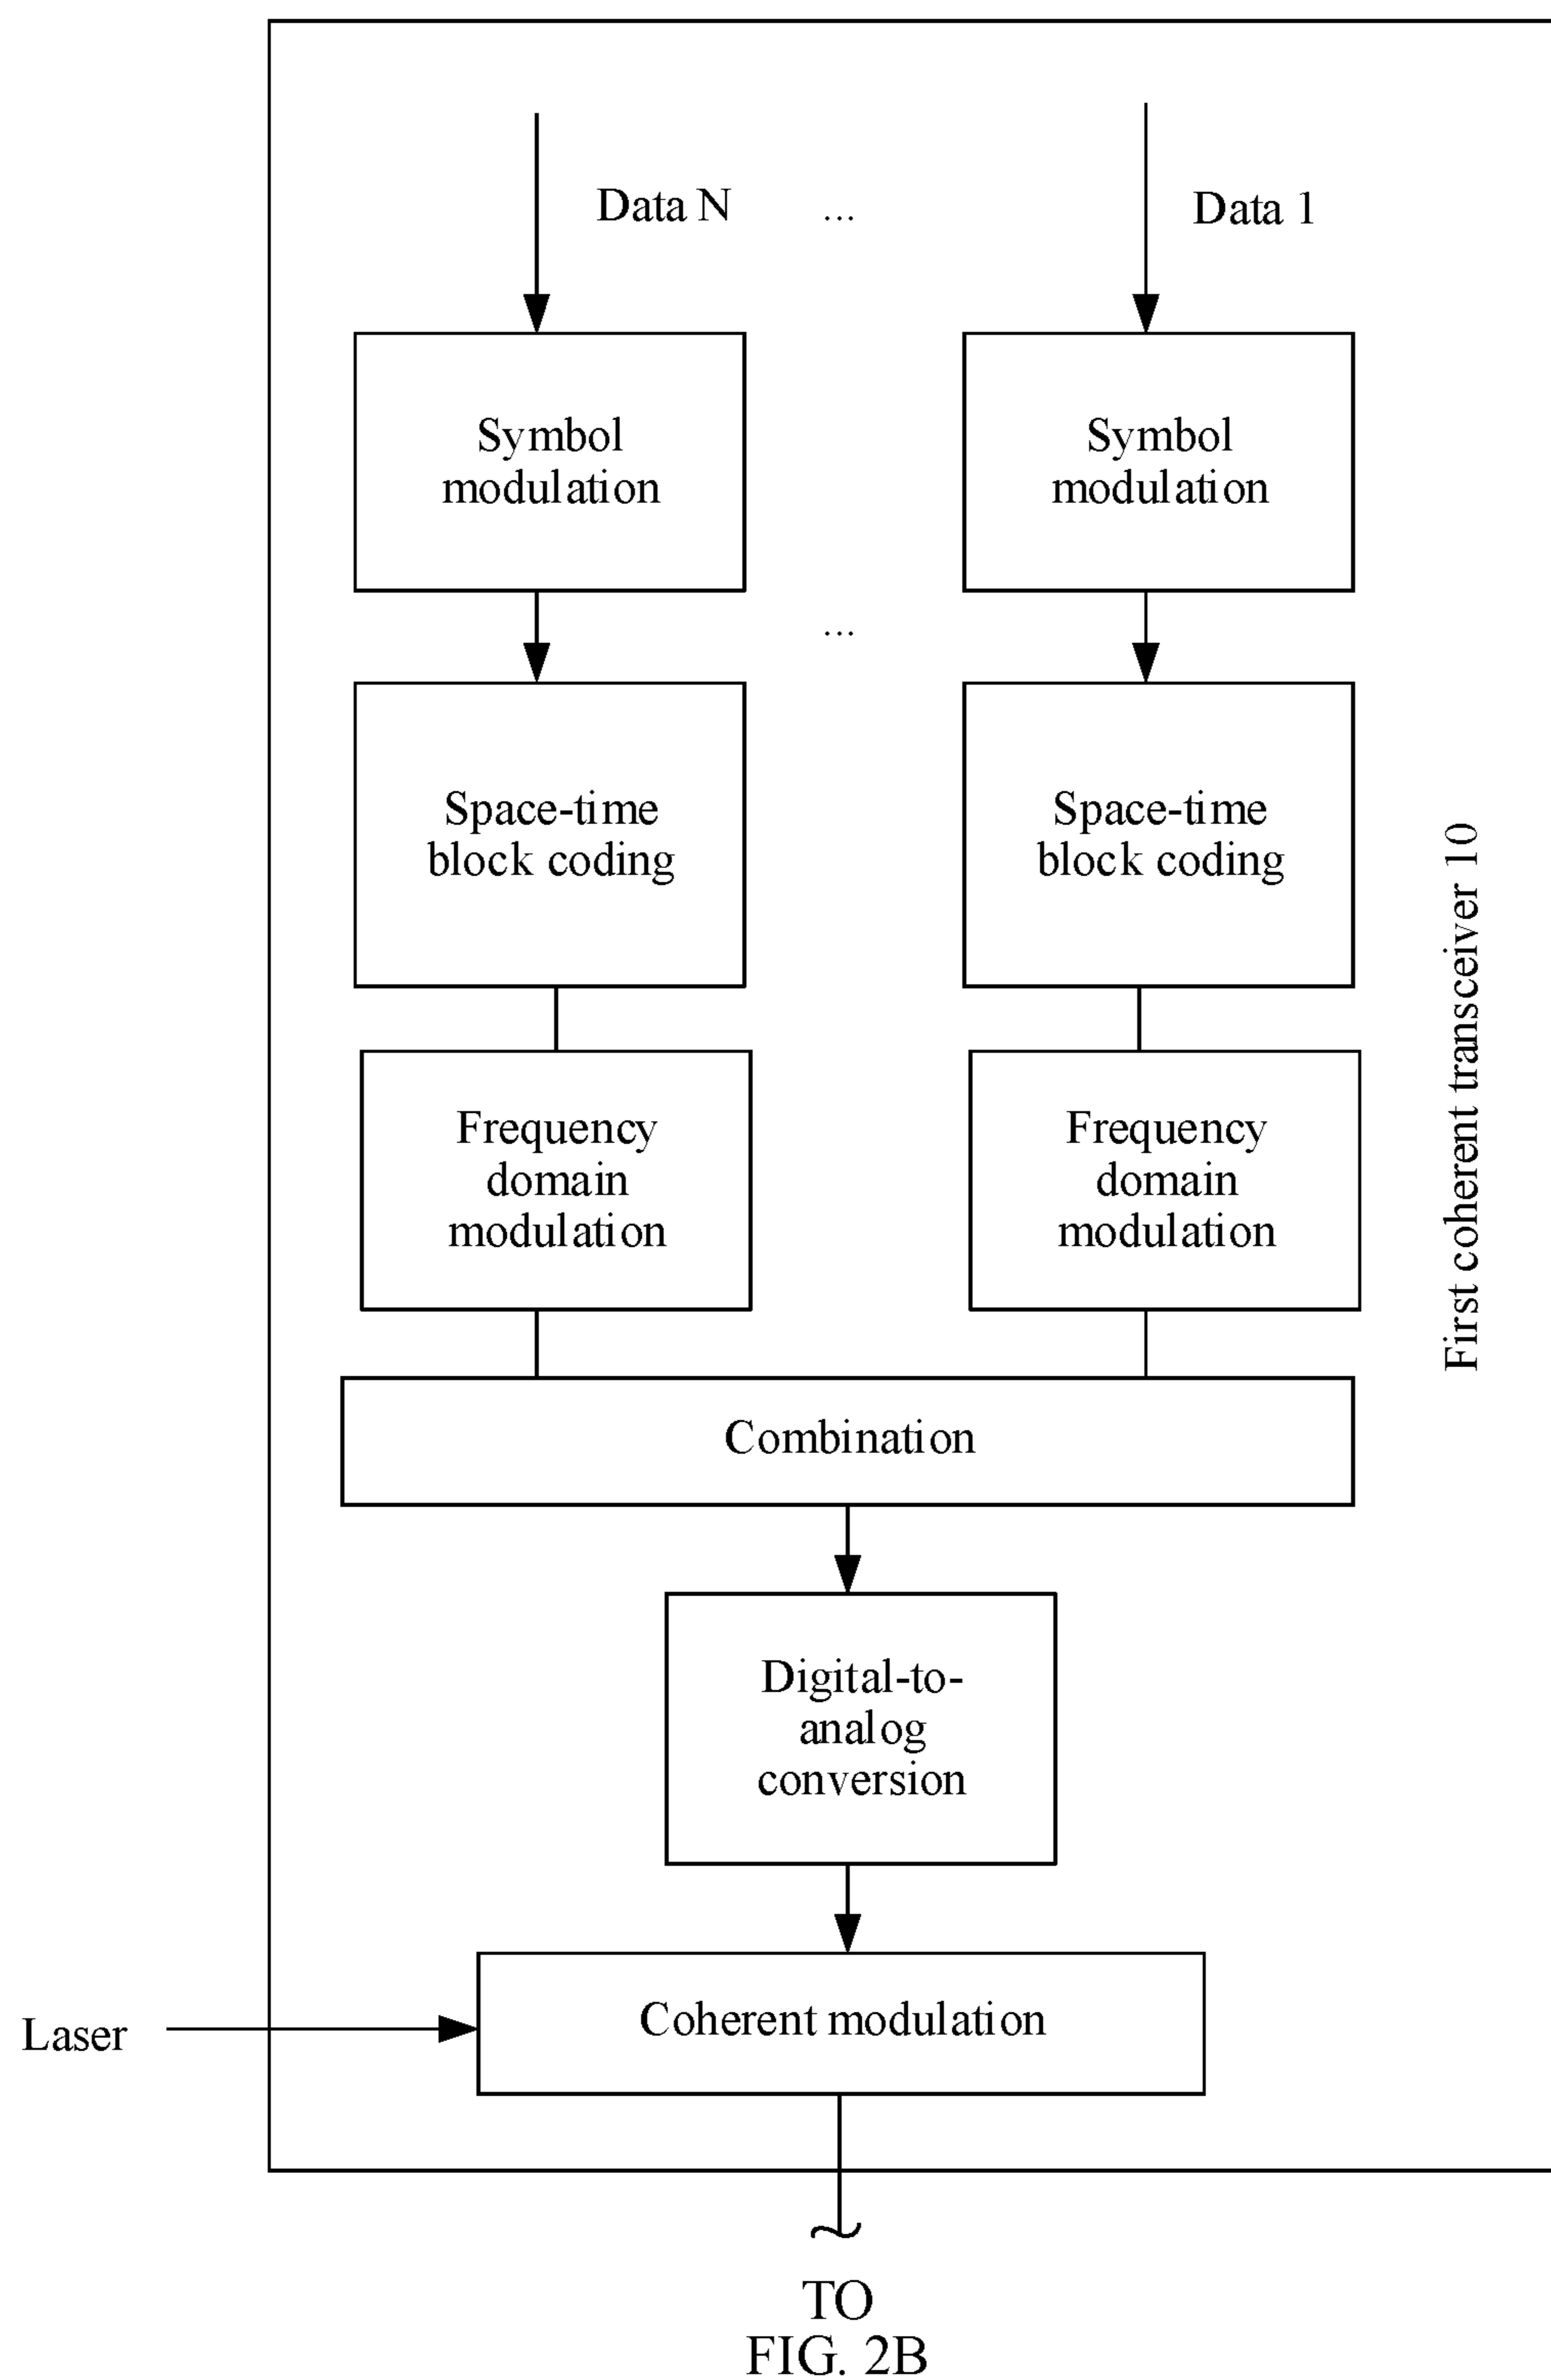 Data N
...
Data 1
Symbol
modulation
Symbol
modulation
...
Space-time
block coding
Space-time
block coding
Frequency
domain
modulation
Frequency
domain
modulation
First coherent transceiver 10
Combination
Digital-to-
analog
conversion
Laser
Coherent modulation
TO
FIG. 2B